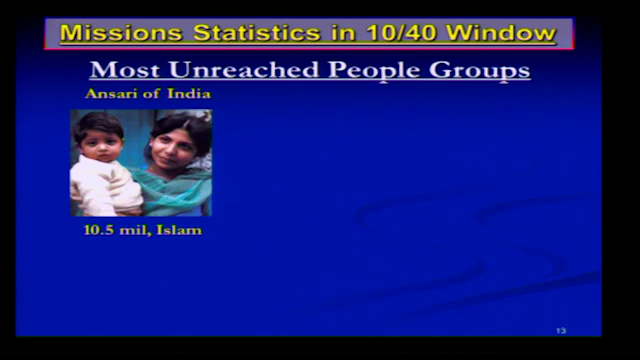 Missions Statistics in 10/40 Window
Most Unreached People Groups
Ansari of India
10.5 mil, Islam
13